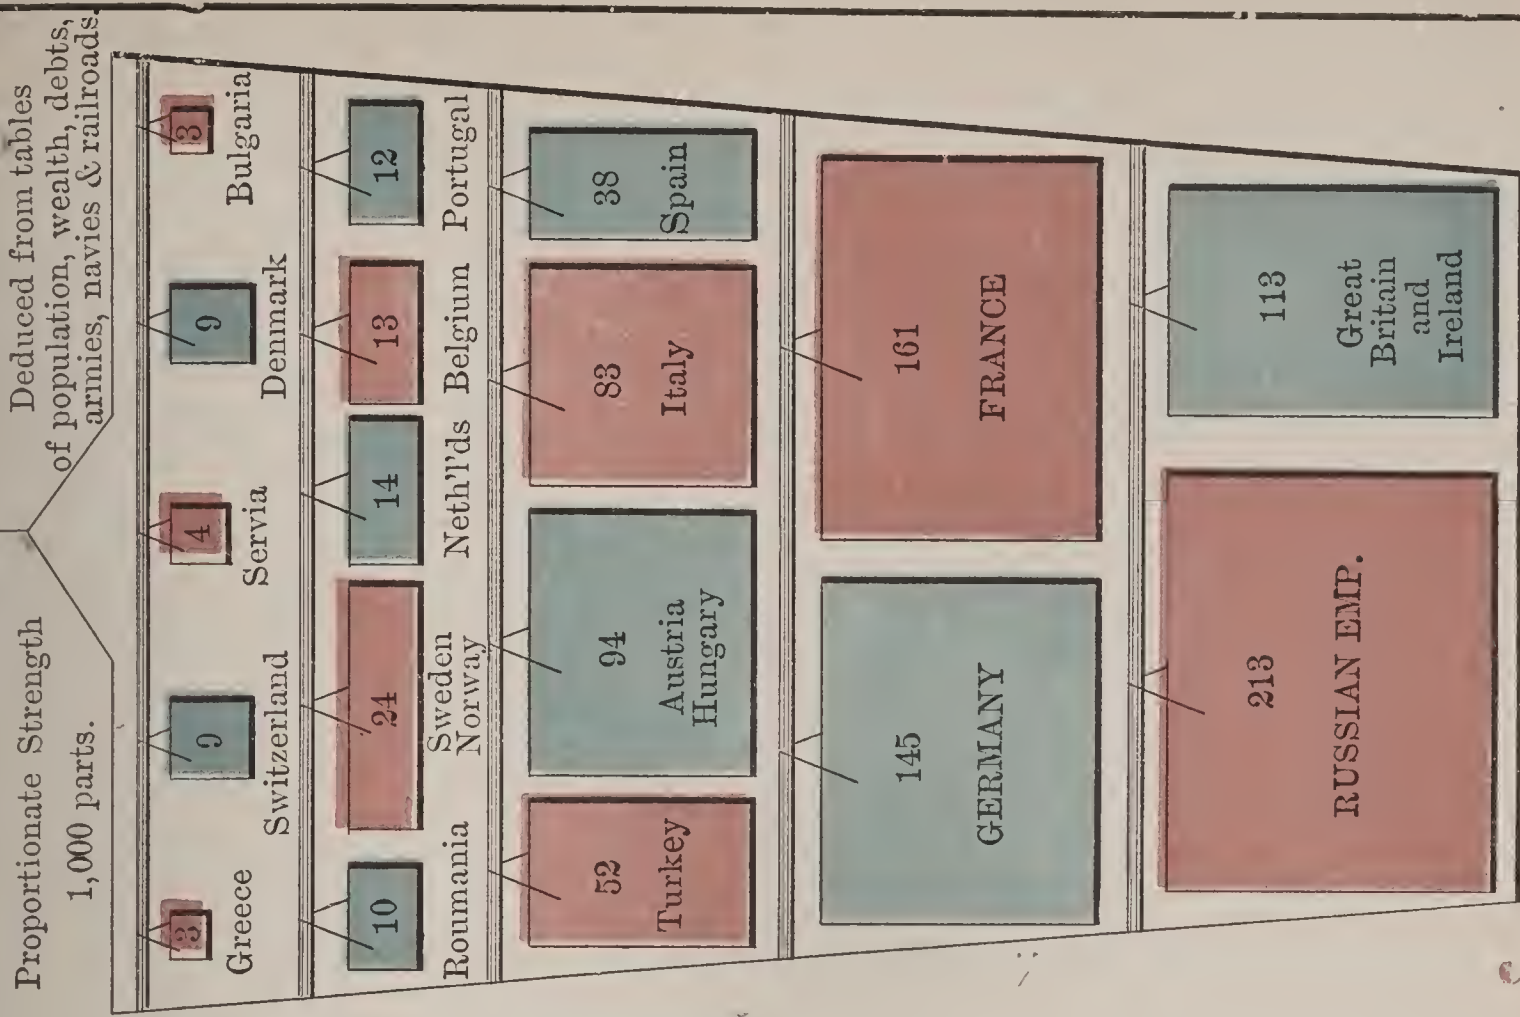 Proportionate Strength
1,000 parts.
Deduced from tables
of population, wealth, debts,
armies, navies & railroads.
3
Greece
9
Switzerland
4
Servia
9
Denmark
3
Bulgaria
10
Roumania
24
Sweden
Norway
14
Neth'l'ds
13
Belgium
12
Portugal
52
Turkey
94
Austria
Hungary
83
Italy
38
Spain
145
GERMANY
161
FRANCE
213
RUSSIAN EMP.
113
Great
Britain
and
Ireland